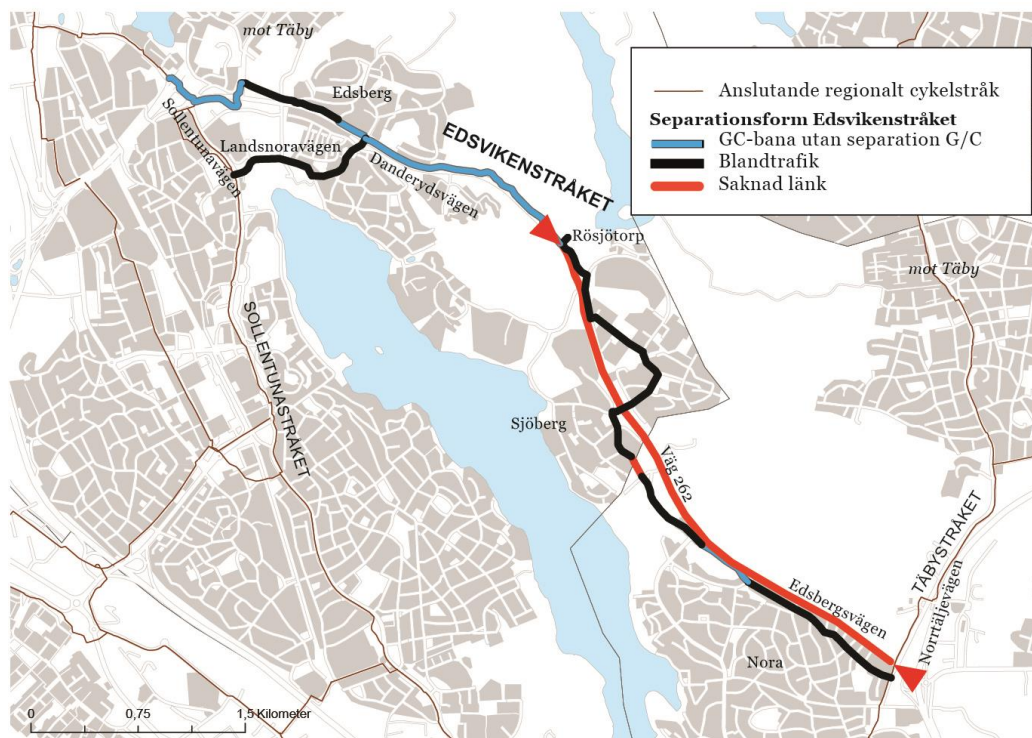 mot Täby
Anslutande regionalt cykelstråk
Separationsform Edsvikenstråket
GC-bana utan separation G/C
Blandtrafik
Saknad länk
Edsberg
Sollentunavägen
Landsnoravägen
EDSVIKENSTRÅKET
Danderydsvägen
Rösjötorp
mot Täby
SOLLENTUNASTRÅKET
Sjöberg
Väg 262
TÄBYSTRÅKET
Norrtäljevägen
Edsbergsvägen
Nora
0 0,75 1,5 Kilometer